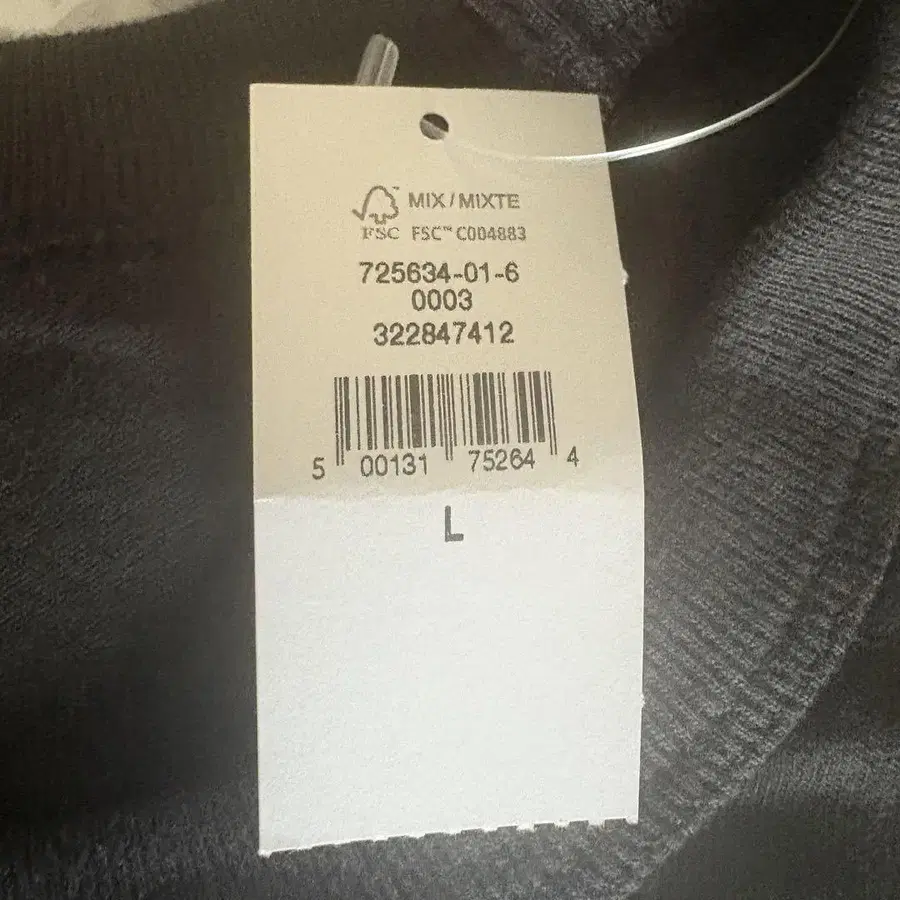 MIX / MIXTE
FSC FSC™ C004883
725634-01-6
0003
322847412
5 00131 75264 4
L